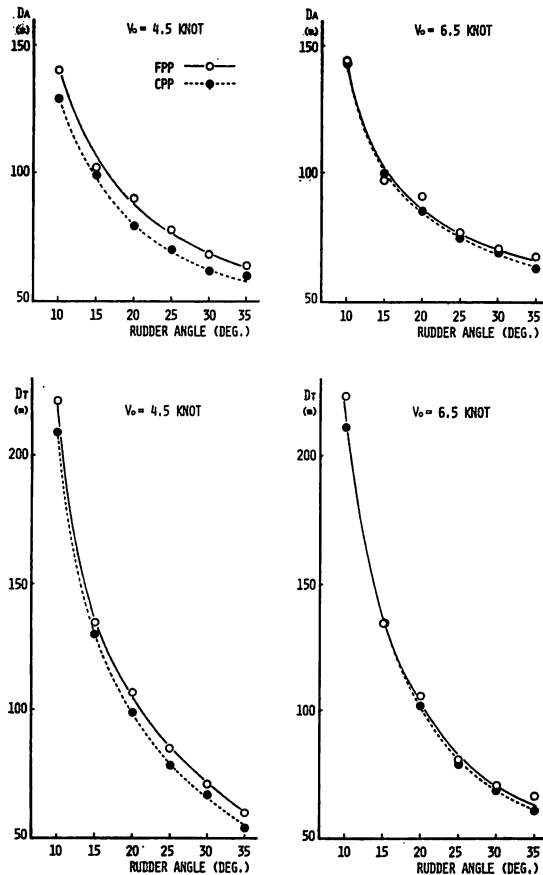 DA
(m)
V₀= 4.5 KNOT
150
FPP
CPP
100
50
10 15 20 25 30 35
RUDDER ANGLE (DEG.)
DA
(m)
V₀= 6.5 KNOT
150
100
50
10 15 20 25 30 35
RUDDER ANGLE (DEG.)
DT
(m)
V₀= 4.5 KNOT
200
150
100
50
10 15 20 25 30 35
RUDDER ANGLE (DEG.)
DT
(m)
V₀= 6.5 KNOT
200
150
100
50
10 15 20 25 30 35
RUDDER ANGLE (DEG.)